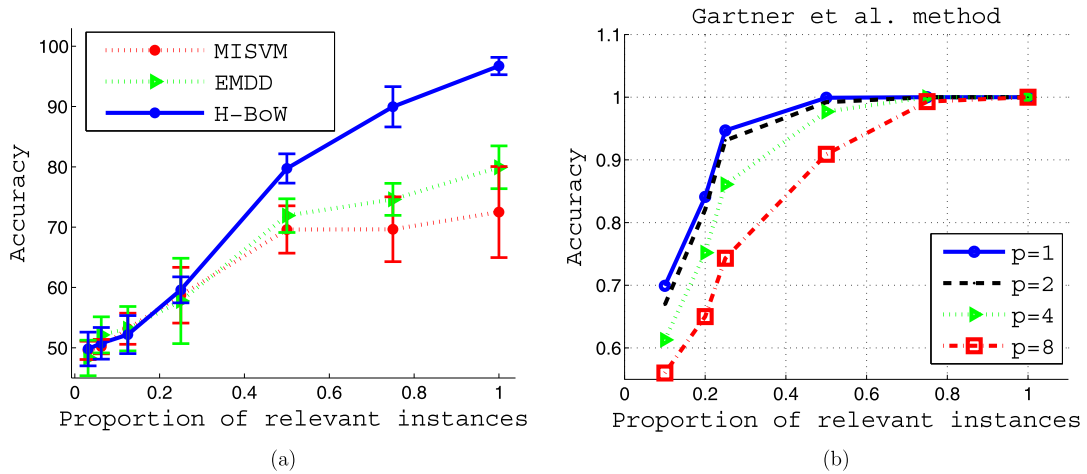 MISVM
EMDD
H-BoW
100
90
80
70
60
50
0
0.2
0.4
0.6
0.8
1
Accuracy
Proportion of relevant instances
(a)
Gartner et al. method
1.1
1
0.9
0.8
0.7
0.6
0
0.2
0.4
0.6
0.8
1
Accuracy
p=1
p=2
p=4
p=8
Proportion of relevant instances
(b)